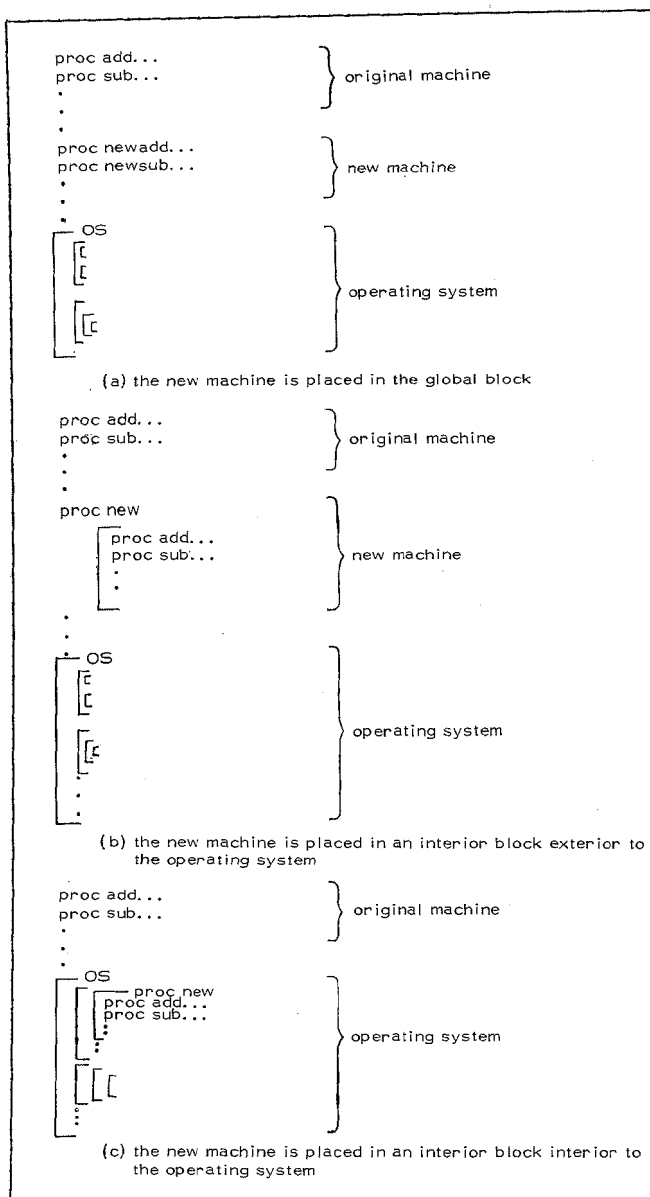 proc add...
proc sub...
original machine
proc newadd...
proc newsub...
new machine
OS
operating system
(a) the new machine is placed in the global block
proc add...
proc sub...
original machine
proc new
proc add...
proc sub...
new machine
OS
operating system
(b) the new machine is placed in an interior block exterior to
the operating system
proc add...
proc sub...
original machine
OS
proc new
proc add...
proc sub...
operating system
(c) the new machine is placed in an interior block interior to
the operating system